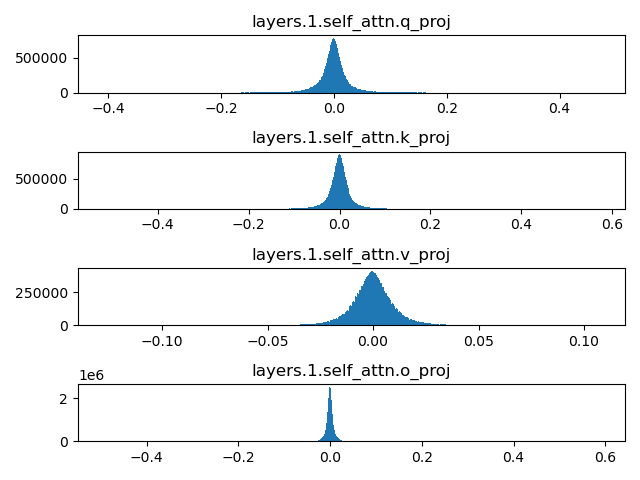 layers.1.self_attn.q_proj
500000
0
−0.4 −0.2 0.0 0.2 0.4
layers.1.self_attn.k_proj
500000
0
−0.4 −0.2 0.0 0.2 0.4 0.6
layers.1.self_attn.v_proj
250000
0
−0.10 −0.05 0.00 0.05 0.10
layers.1.self_attn.o_proj
1e6
2
0
−0.4 −0.2 0.0 0.2 0.4 0.6